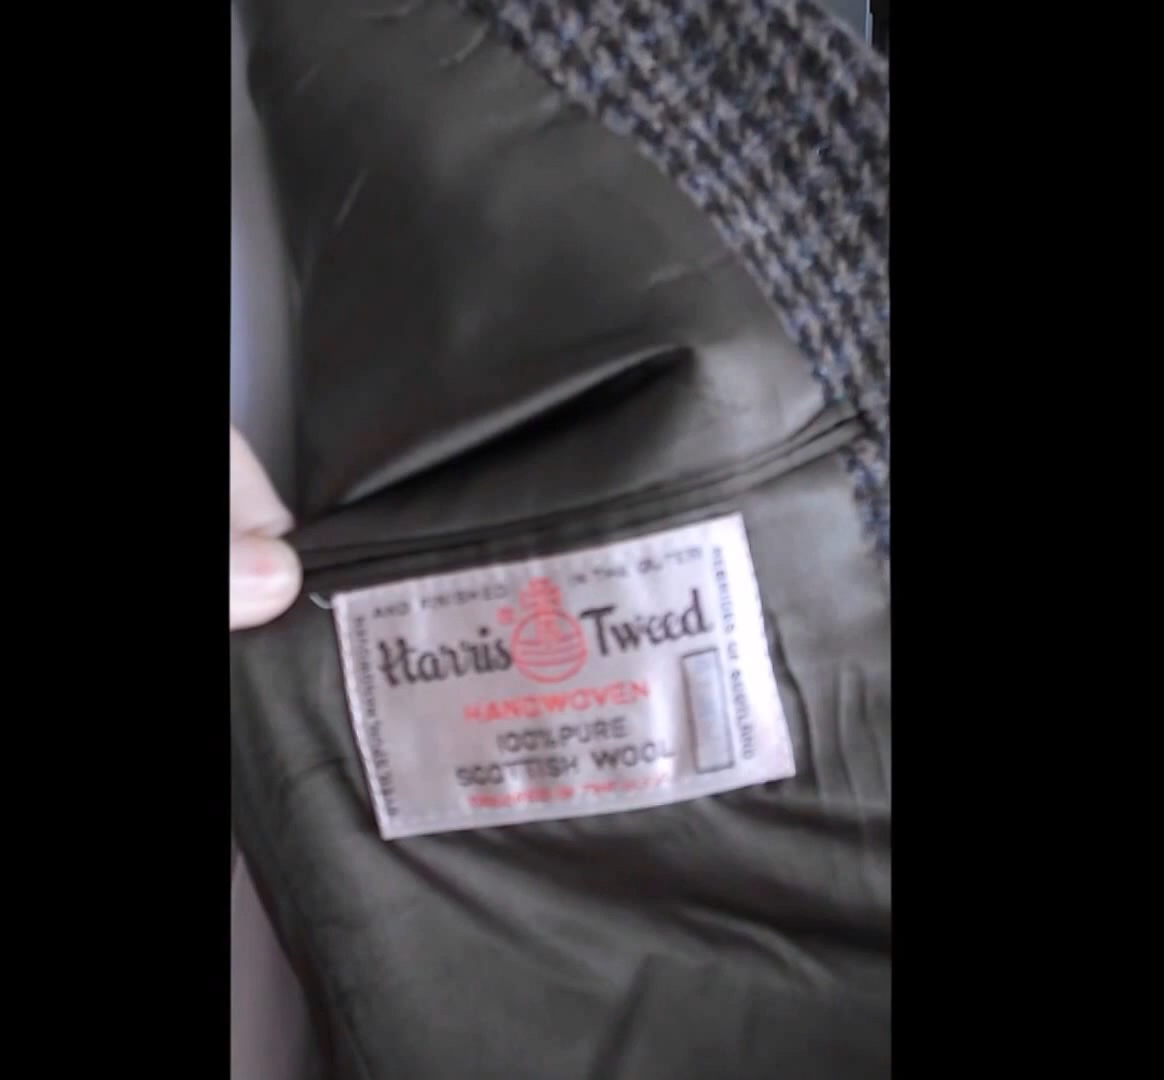 AND FINISHED IN THE OUTER
HEBRIDES OF SCOTLAND
Harris Tweed
®
HANDWOVEN
100% PURE
SCOTTISH WOOL